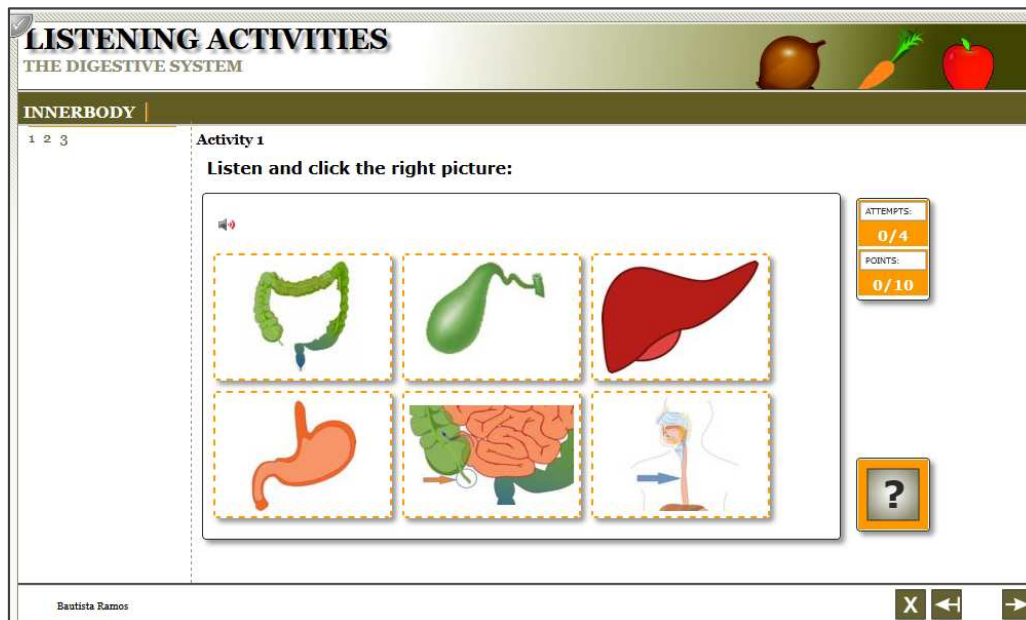 LISTENING ACTIVITIES
THE DIGESTIVE SYSTEM
INNERBODY
1 2 3
Activity 1
Listen and click the right picture:
ATTEMPTS:
0/4
POINTS:
0/10
?
Bautista Ramos
X